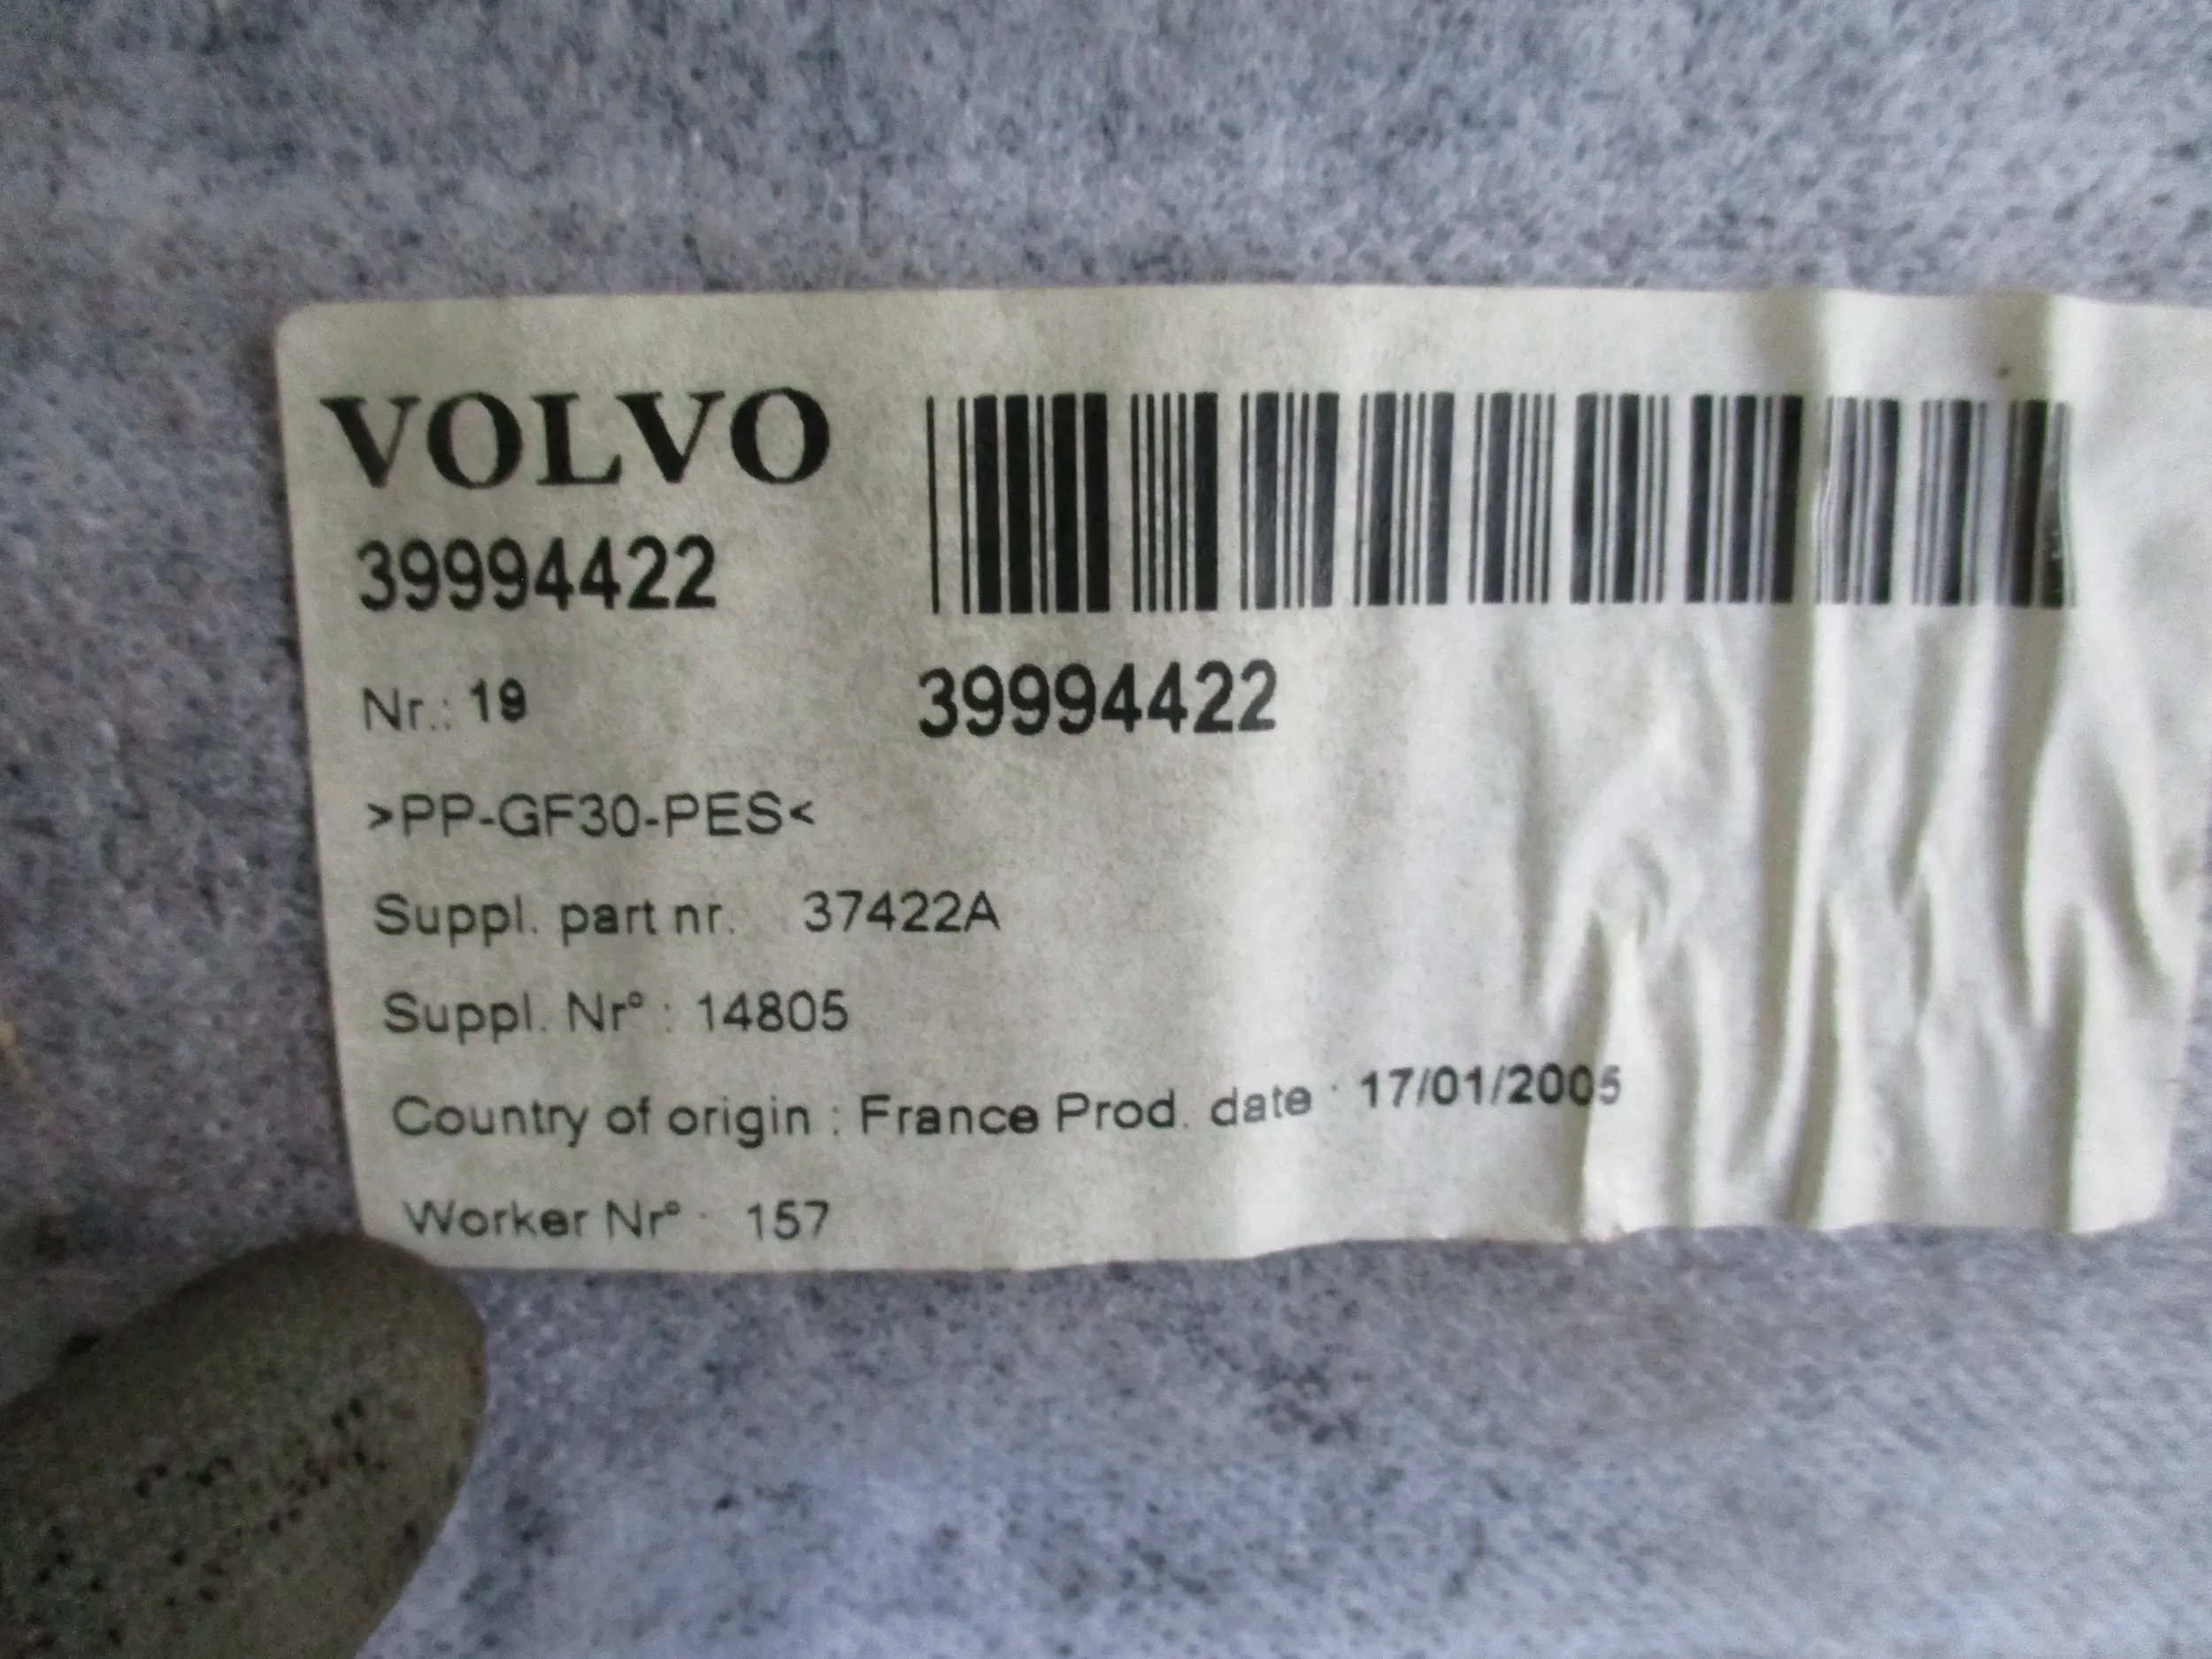 VOLVO
39994422
Nr.: 19
39994422
>PP-GF30-PES<
Suppl. part nr. 37422A
Suppl. Nr° : 14805
Country of origin : France Prod. date : 17/01/2005
Worker Nr° : 157